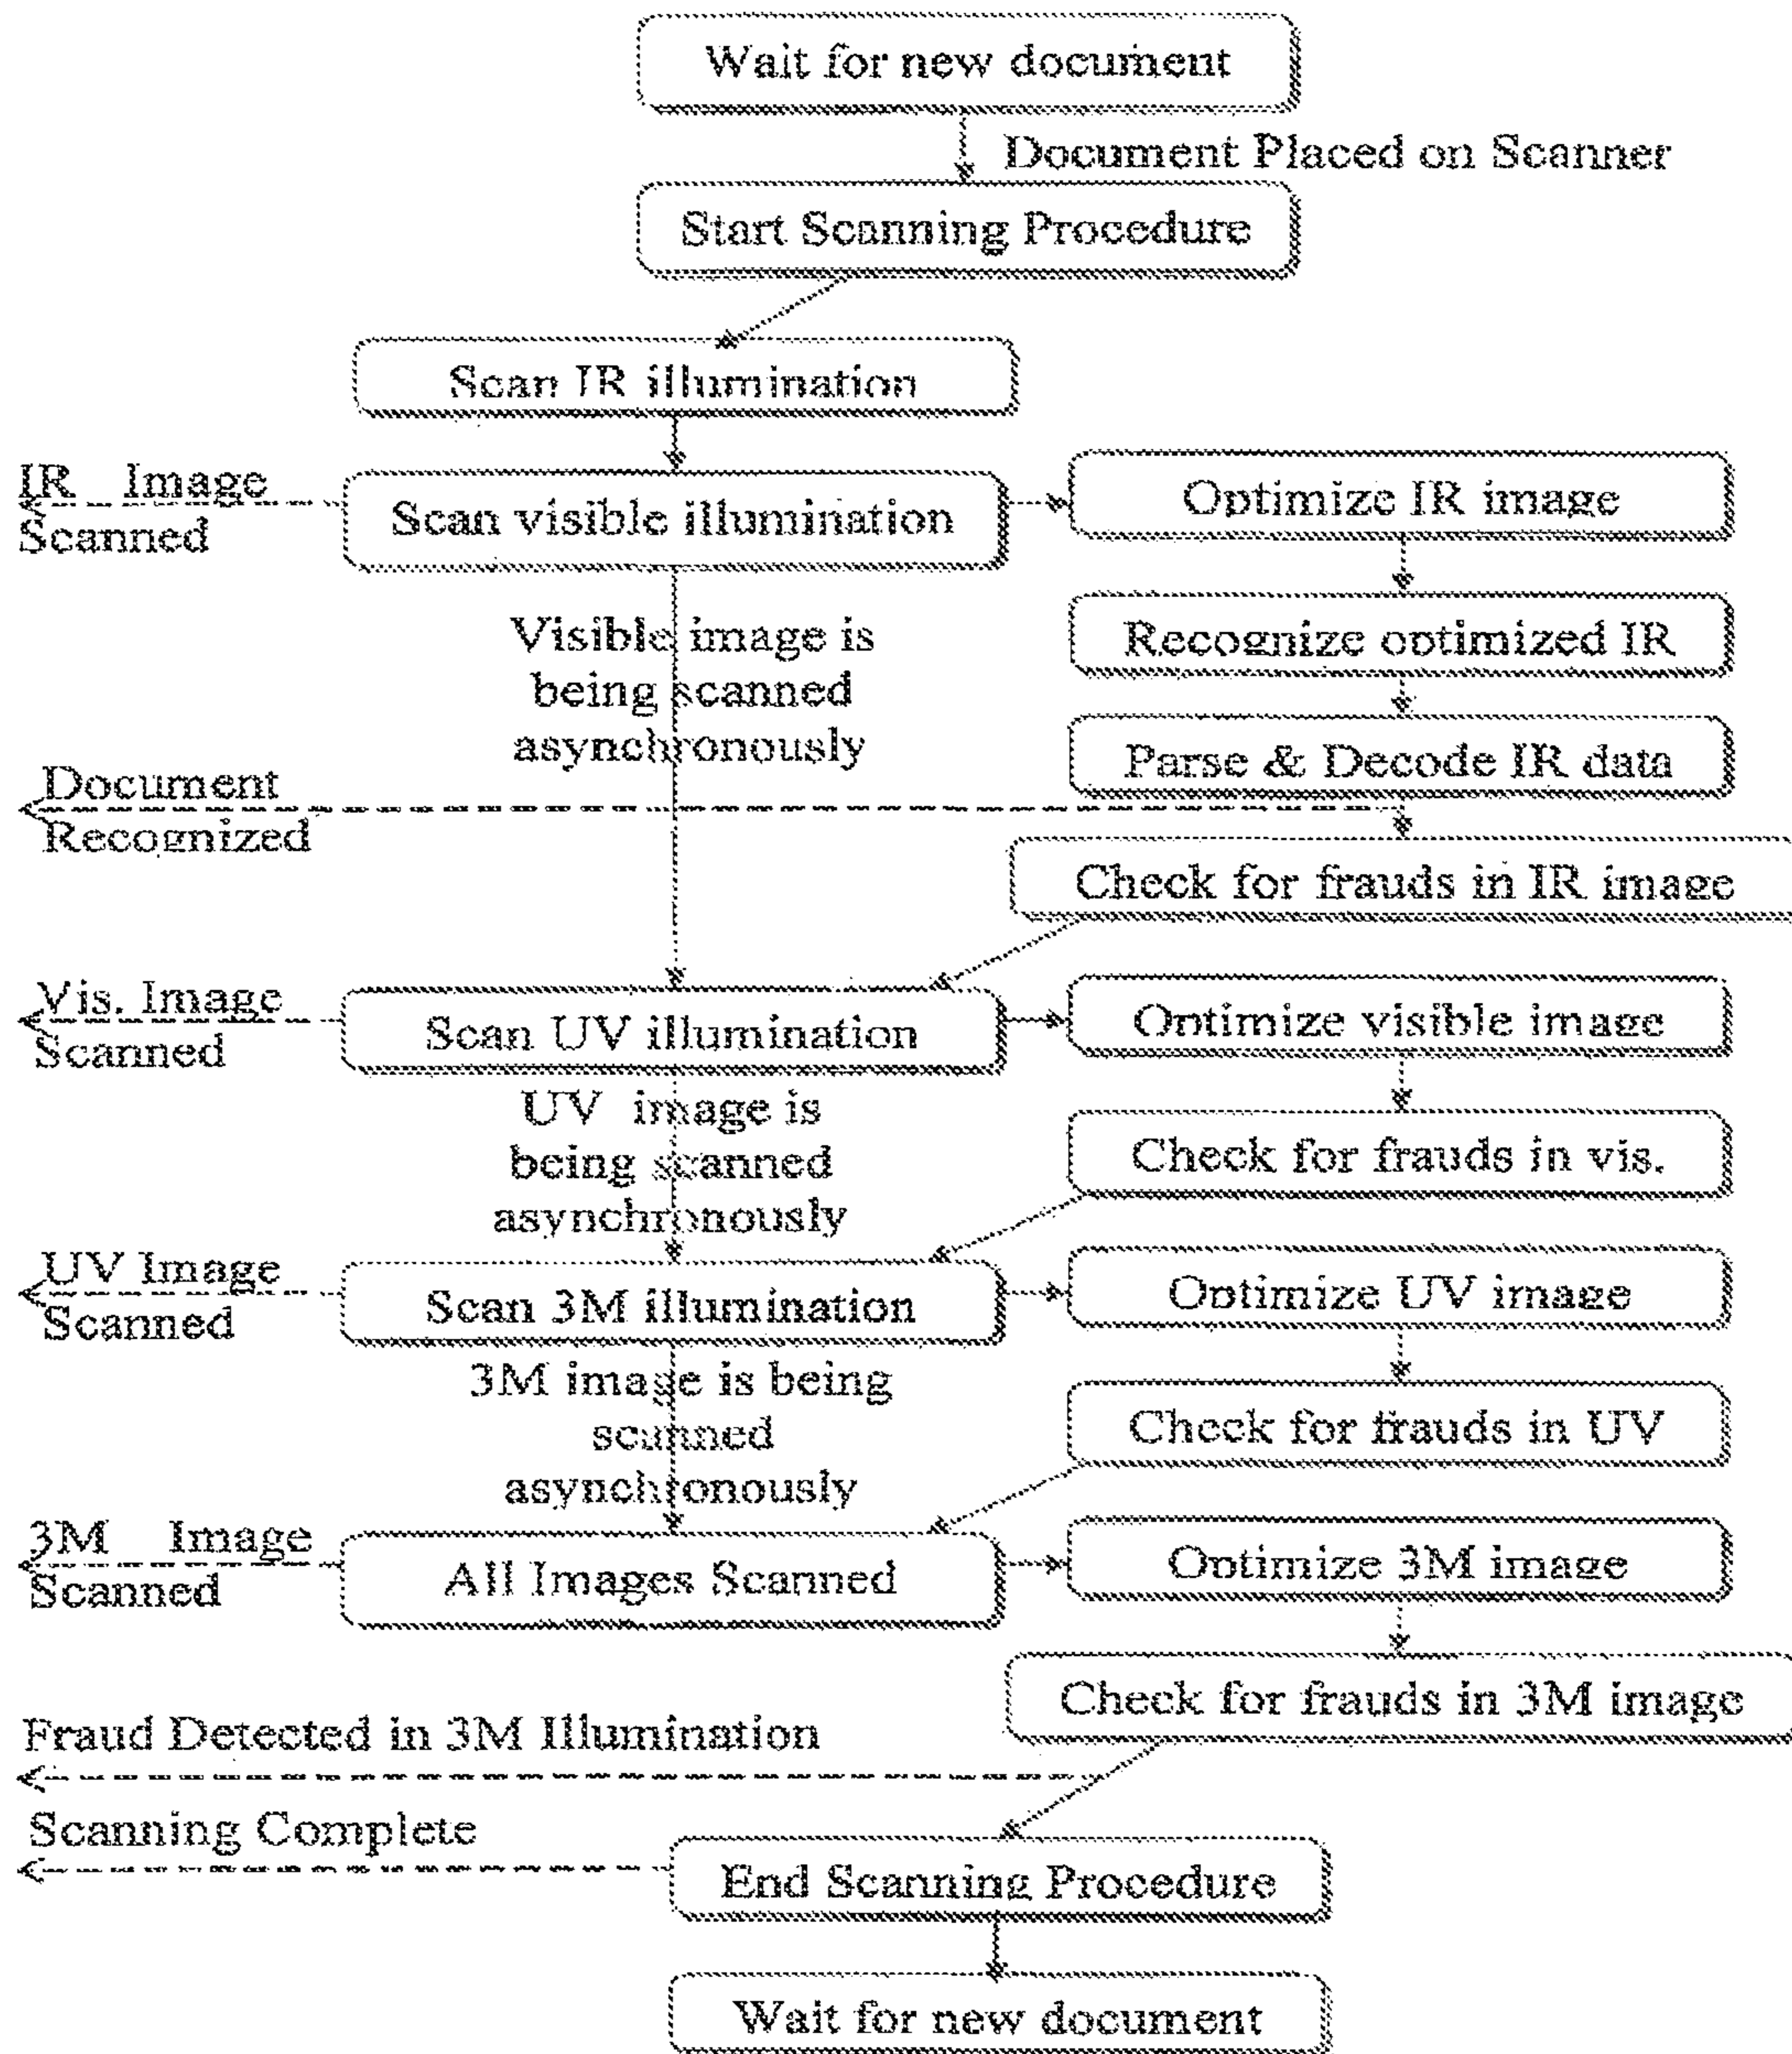 Wait for new document
Document Placed on Scanner
Start Scanning Procedure
Scan IR illumination
IR Image
Scanned
Scan visible illumination
Optimize IR image
Visible image is
being scanned
asynchronously
Recognize optimized IR
Parse & Decode IR data
Document
Recognized
Check for frauds in IR image
Vis. Image
Scanned
Scan UV illumination
Optimize visible image
UV image is
being scanned
asynchronously
Check for frauds in vis.
UV Image
Scanned
Scan 3M illumination
Optimize UV image
3M image is being
scanned
asynchronously
Check for frauds in UV
3M Image
Scanned
All Images Scanned
Optimize 3M image
Check for frauds in 3M image
Fraud Detected in 3M Illumination
Scanning Complete
End Scanning Procedure
Wait for new document